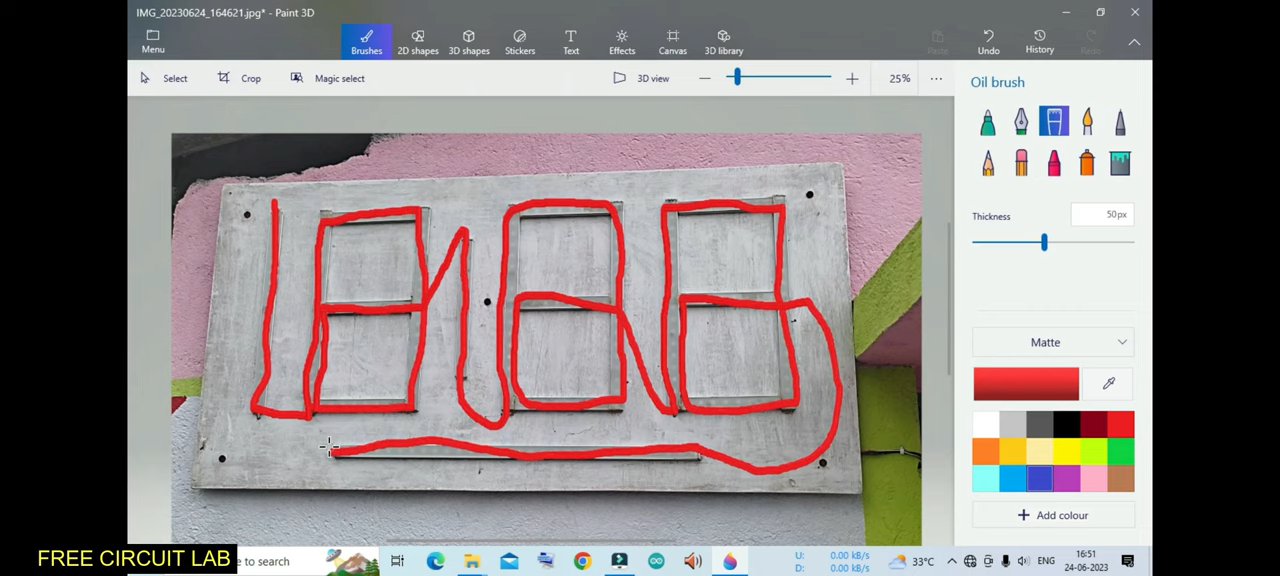 IMG_20230624_164621.jpg* - Paint 3D
Menu
Brushes 2D shapes 3D shapes Stickers Text Effects Canvas 3D library Paste Undo History Redo
Select Crop Magic select 3D view 25%
Oil brush
Thickness 50px
Matte
Add colour
FREE CIRCUIT LAB
e to search
U: 0.00 kB/s
D: 0.00 kB/s
33°C ENG
16:51
24-06-2023